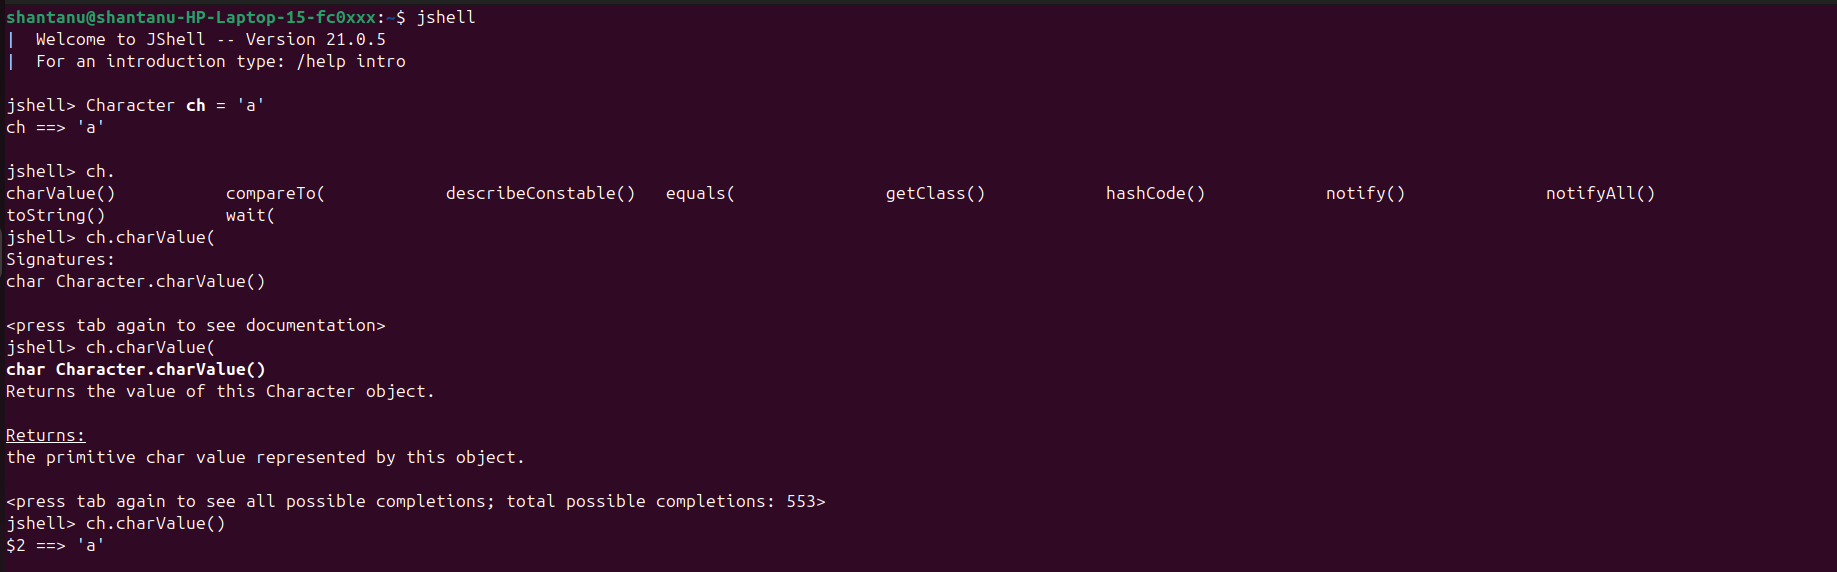 shantanu@shantanu-HP-Laptop-15-fc0xxx:~$ jshell
|  Welcome to JShell -- Version 21.0.5
|  For an introduction type: /help intro
jshell> Character ch = 'a'
ch ==> 'a'
jshell> ch.
charValue()           compareTo(            describeConstable()   equals(               getClass()            hashCode()            notify()              notifyAll()
toString()            wait(
jshell> ch.charValue(
Signatures:
char Character.charValue()
<press tab again to see documentation>
jshell> ch.charValue(
char Character.charValue()
Returns the value of this Character object.
Returns:
the primitive char value represented by this object.
<press tab again to see all possible completions; total possible completions: 553>
jshell> ch.charValue()
$2 ==> 'a'